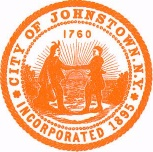 CITY OF JOHNSTOWN, N.Y.
1760
INCORPORATED 1895